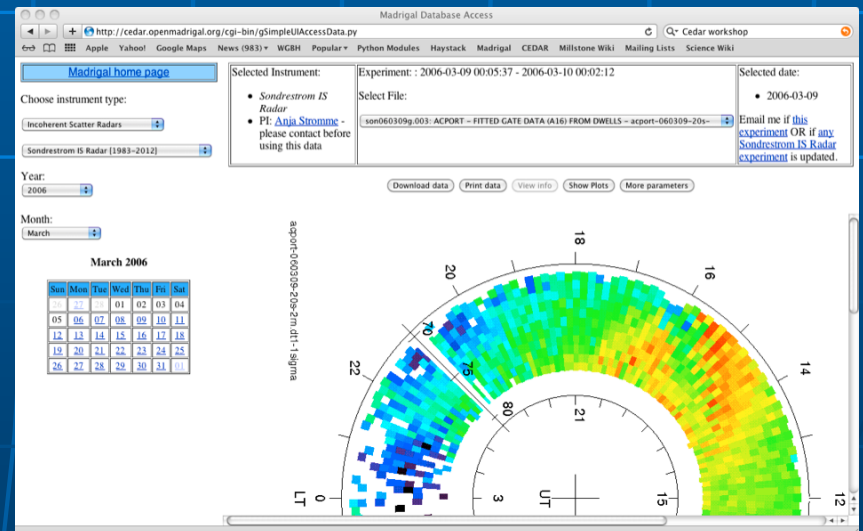 Madrigal Database Access
http://cedar.openmadrigal.org/cgi-bin/gSimpleUIAccessData.py
Cedar workshop
Apple Yahoo! Google Maps News (983) WGBH Popular Python Modules Haystack Madrigal CEDAR Millstone Wiki Mailing Lists Science Wiki
Madrigal home page
Choose instrument type:
Incoherent Scatter Radars
Sondrestrom IS Radar [1983-2012]
Year:
2006
Month:
March
March 2006
Sun Mon Tue Wed Thu Fri Sat
26 27 28 01 02 03 04
05 06 07 08 09 10 11
12 13 14 15 16 17 18
19 20 21 22 23 24 25
26 27 28 29 30 31 01
Selected Instrument:
• Sondrestrom IS
Radar
• PI: Anja Stromme -
please contact before
using this data
Experiment: : 2006-03-09 00:05:37 - 2006-03-10 00:02:12
Select File:
son060309g.003: ACPORT - FITTED GATE DATA (A16) FROM DWELLS - acport-060309-20s-
Selected date:
• 2006-03-09
Email me if this
experiment OR if any
Sondrestrom IS Radar
experiment is updated.
Download data Print data View info Show Plots More parameters
acport-060309-20s-2m.dt1-1sigma
18
20
16
70
22
75
14
80
21
LT 0
3
UT
15
12